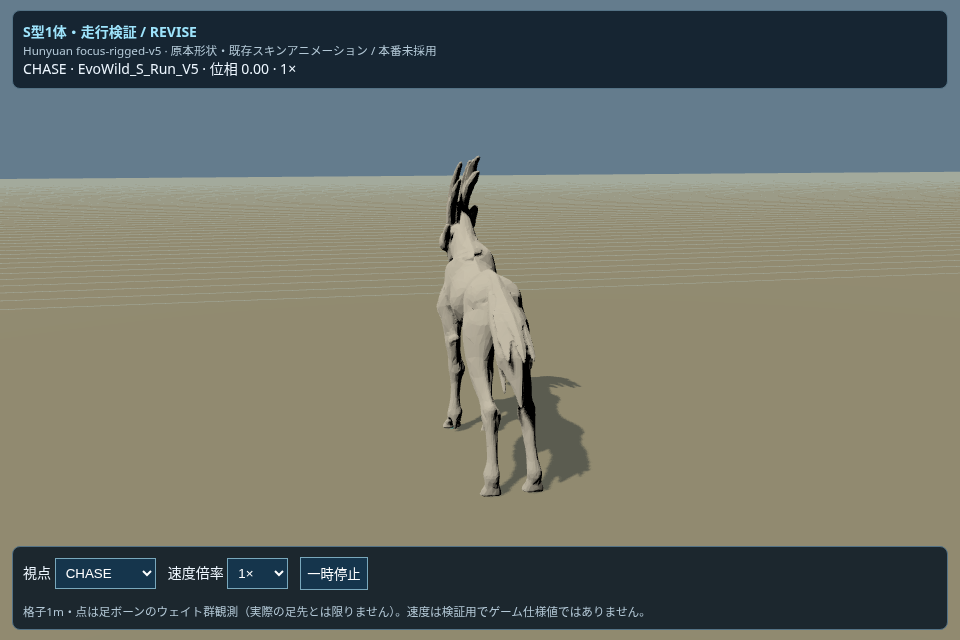 S型1体・走行検証 / REVISE
Hunyuan focus-rigged-v5 · 原本形状・既存スキンアニメーション / 本番未採用
CHASE · EvoWild_S_Run_V5 · 位相 0.00 · 1×
視点 CHASE 速度倍率 1× 一時停止
格子1m・点は足ボーンのウェイト群観測（実際の足先とは限りません）。速度は検証用でゲーム仕様値ではありません。